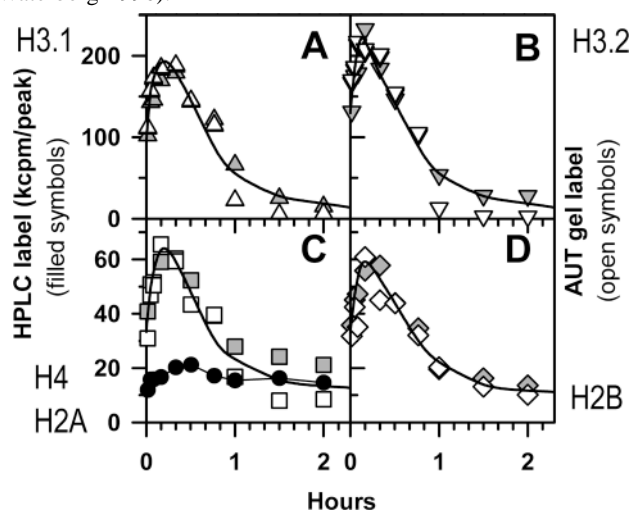 H3.1
A
B
H3.2
200
100
0
HPLC label (kcpm/peak)
(filled symbols)
AUT gel label
(open symbols)
C
D
60
40
20
0
H4
H2A
H2B
0 1 2 0 1 2
Hours